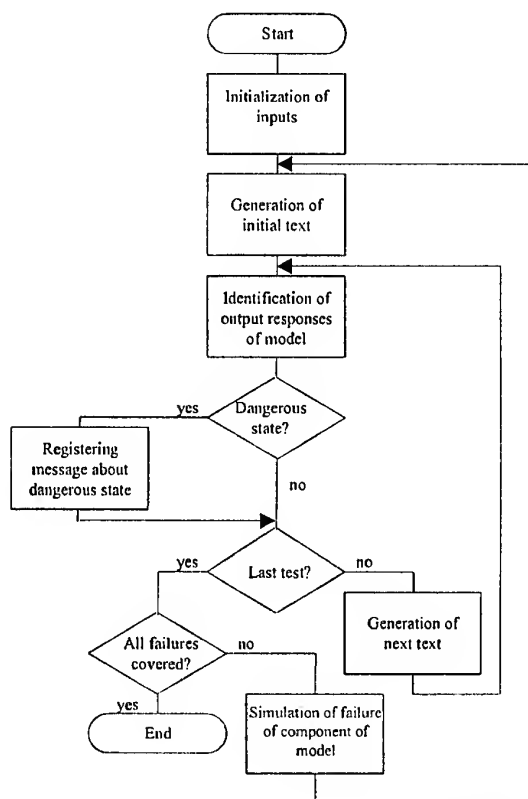 Start
Initialization of
inputs
Generation of
initial text
Identification of
output responses
of model
yes
Dangerous
state?
Registering
message about
dangerous state
no
yes
Last test?
no
All failures
covered?
no
Generation of
next text
yes
End
Simulation of failure
of component of
model